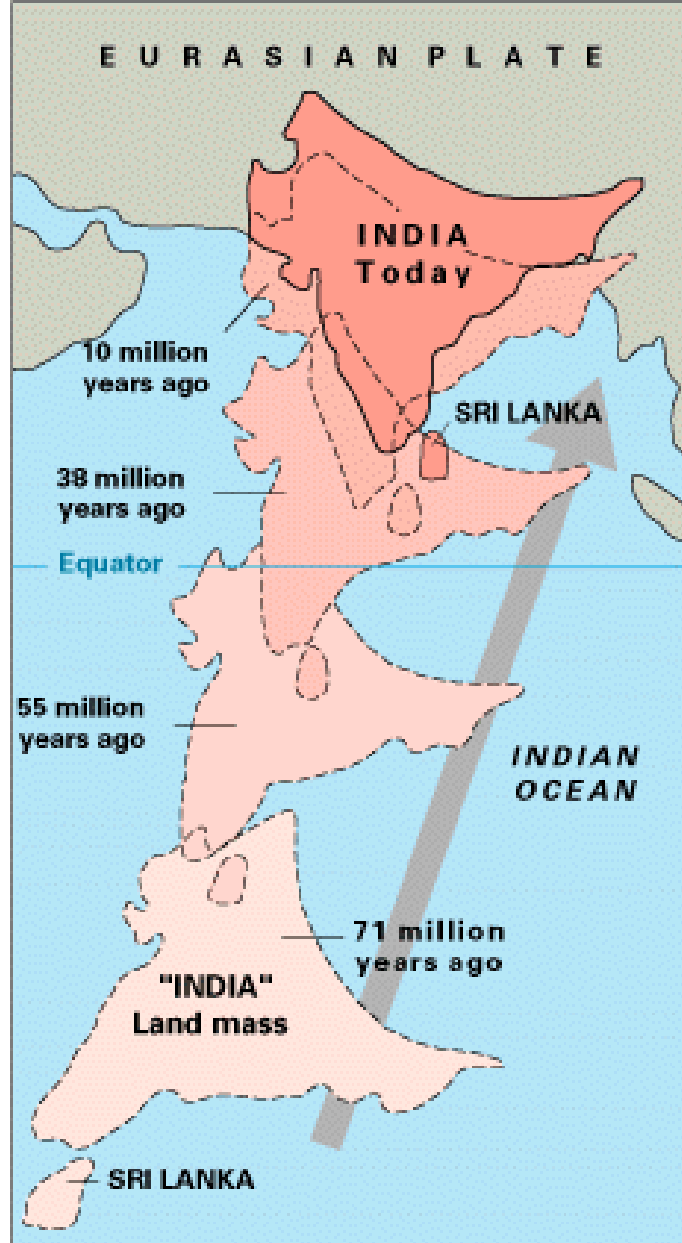 EURASIAN PLATE
INDIA
Today
10 million
years ago
SRI LANKA
38 million
years ago
Equator
55 million
years ago
INDIAN
OCEAN
71 million
years ago
"INDIA"
Land mass
SRI LANKA